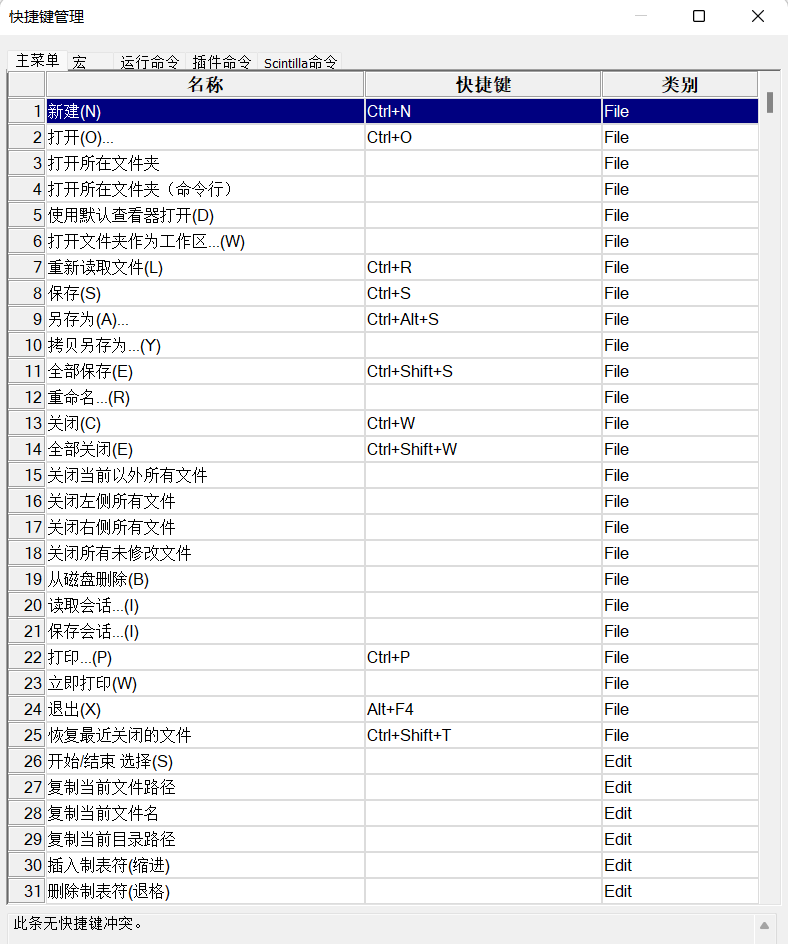 快捷键管理
主菜单 宏 运行命令 插件命令 Scintilla命令
名称 快捷键 类别
1 新建(N) Ctrl+N File
2 打开(O)... Ctrl+O File
3 打开所在文件夹 File
4 打开所在文件夹（命令行） File
5 使用默认查看器打开(D) File
6 打开文件夹作为工作区...(W) File
7 重新读取文件(L) Ctrl+R File
8 保存(S) Ctrl+S File
9 另存为(A)... Ctrl+Alt+S File
10 拷贝另存为...(Y) File
11 全部保存(E) Ctrl+Shift+S File
12 重命名...(R) File
13 关闭(C) Ctrl+W File
14 全部关闭(E) Ctrl+Shift+W File
15 关闭当前以外所有文件 File
16 关闭左侧所有文件 File
17 关闭右侧所有文件 File
18 关闭所有未修改文件 File
19 从磁盘删除(B) File
20 读取会话...(I) File
21 保存会话...(I) File
22 打印...(P) Ctrl+P File
23 立即打印(W) File
24 退出(X) Alt+F4 File
25 恢复最近关闭的文件 Ctrl+Shift+T File
26 开始/结束 选择(S) Edit
27 复制当前文件路径 Edit
28 复制当前文件名 Edit
29 复制当前目录路径 Edit
30 插入制表符(缩进) Edit
31 删除制表符(退格) Edit
此条无快捷键冲突。